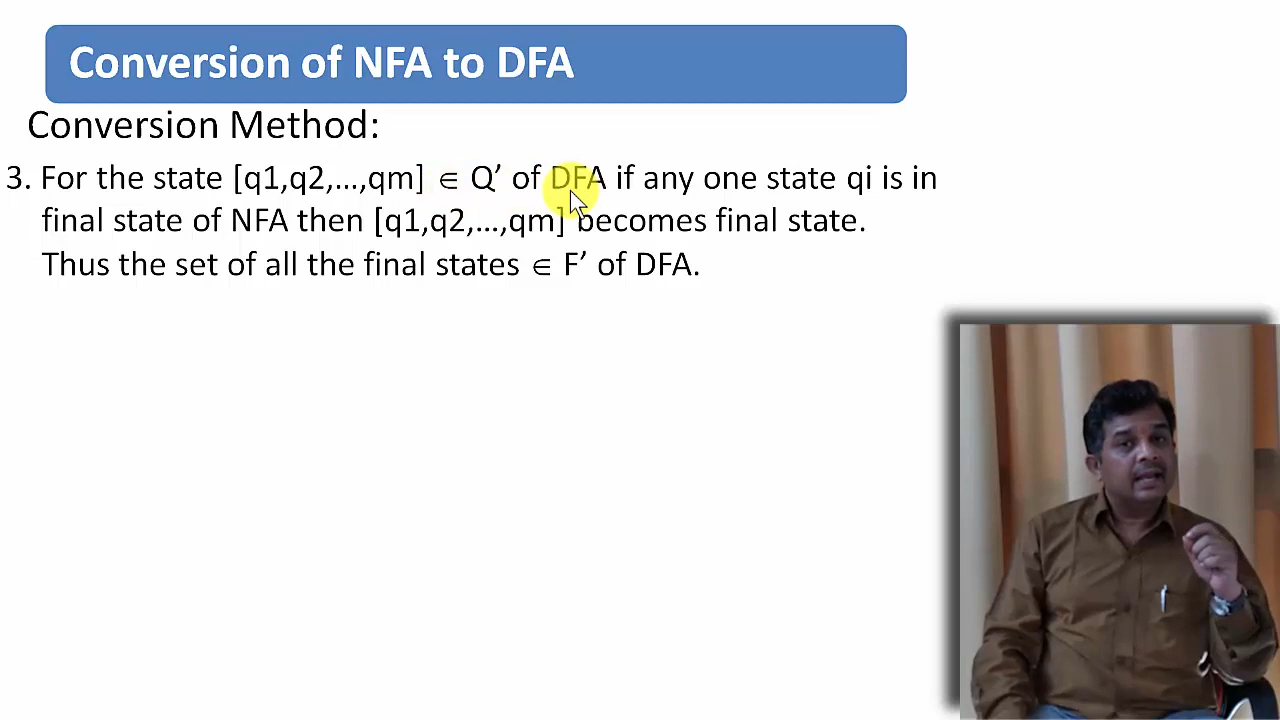 Conversion of NFA to DFA
Conversion Method:
3. For the state [q1,q2,...,qm] ∈ Q’ of DFA if any one state qi is in
final state of NFA then [q1,q2,...,qm] becomes final state.
Thus the set of all the final states ∈ F’ of DFA.